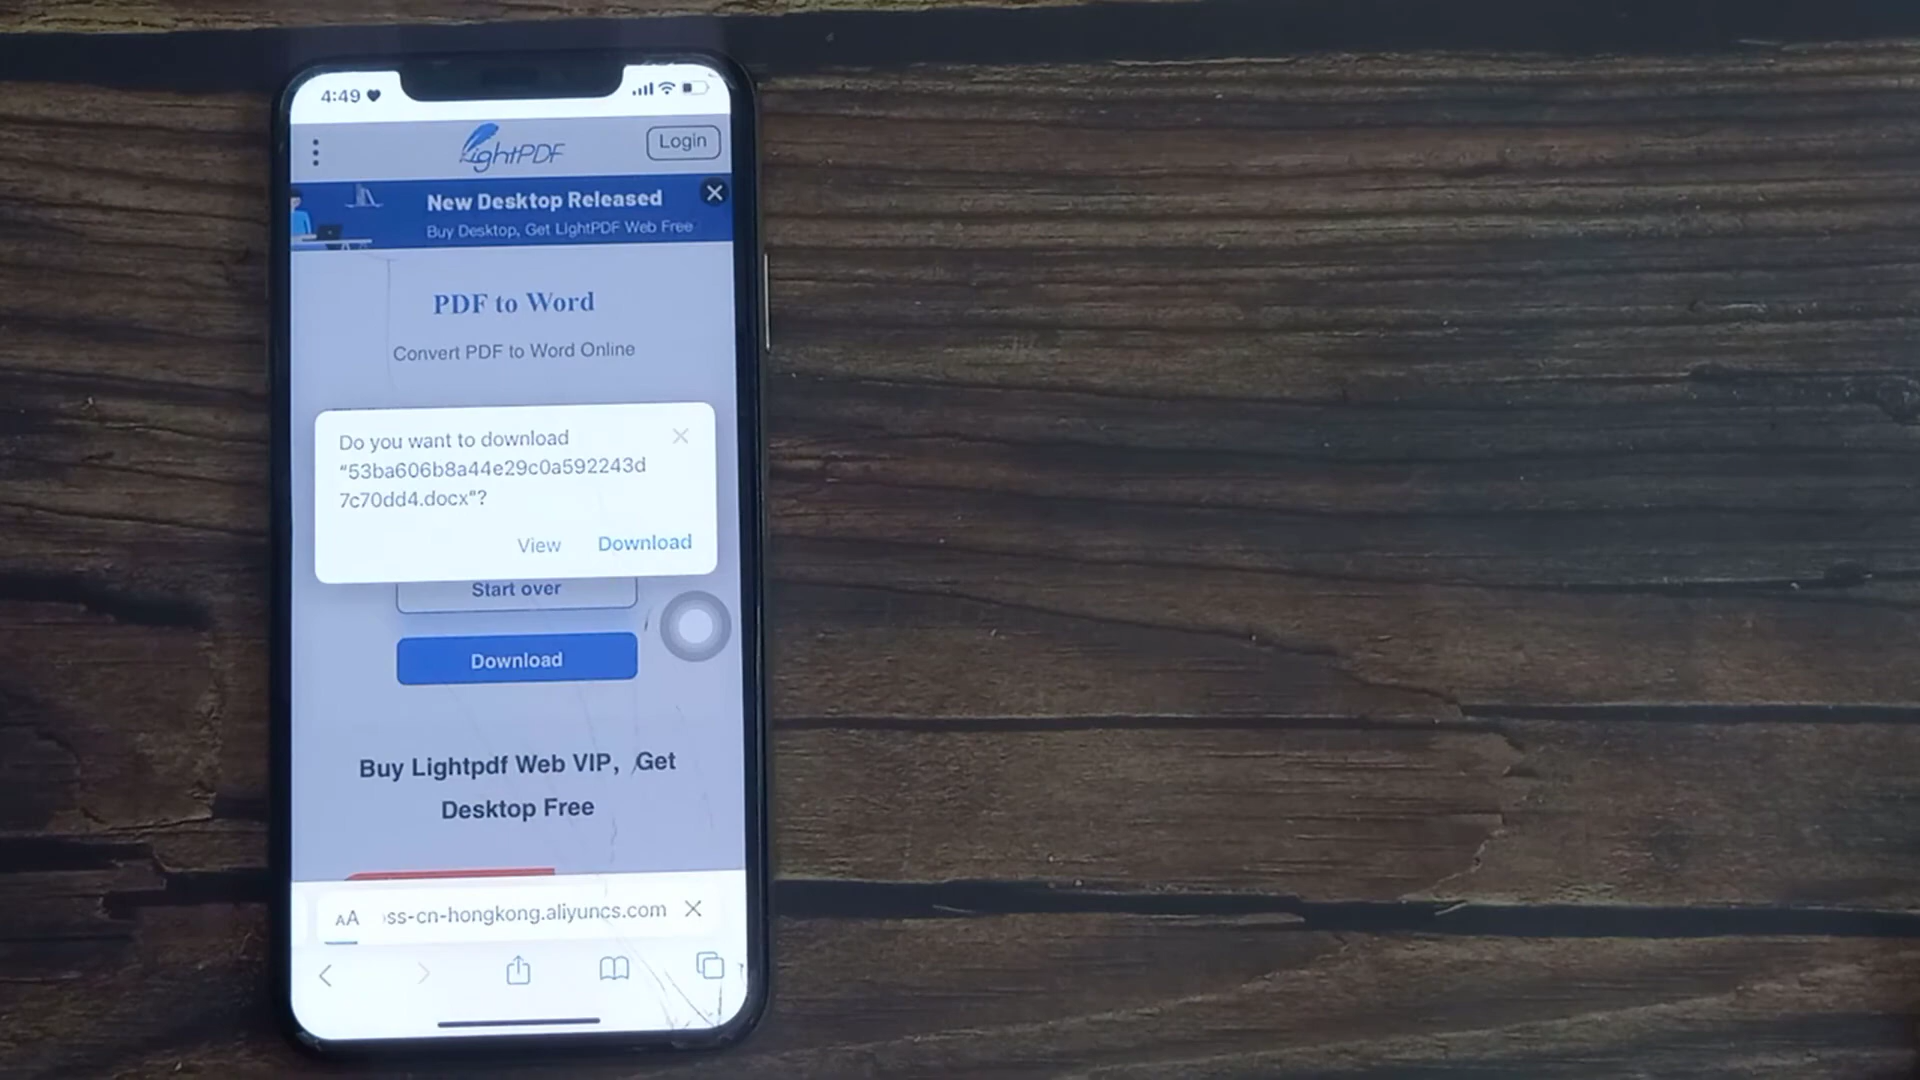 4:49
LightPDF
Login
New Desktop Released
Buy Desktop, Get LightPDF Web Free
PDF to Word
Convert PDF to Word Online
Do you want to download
“53ba606b8a44e29c0a592243d
7c70dd4.docx”?
View Download
Start over
Download
Buy Lightpdf Web VIP, Get
Desktop Free
AA ss-cn-hongkong.aliyuncs.com